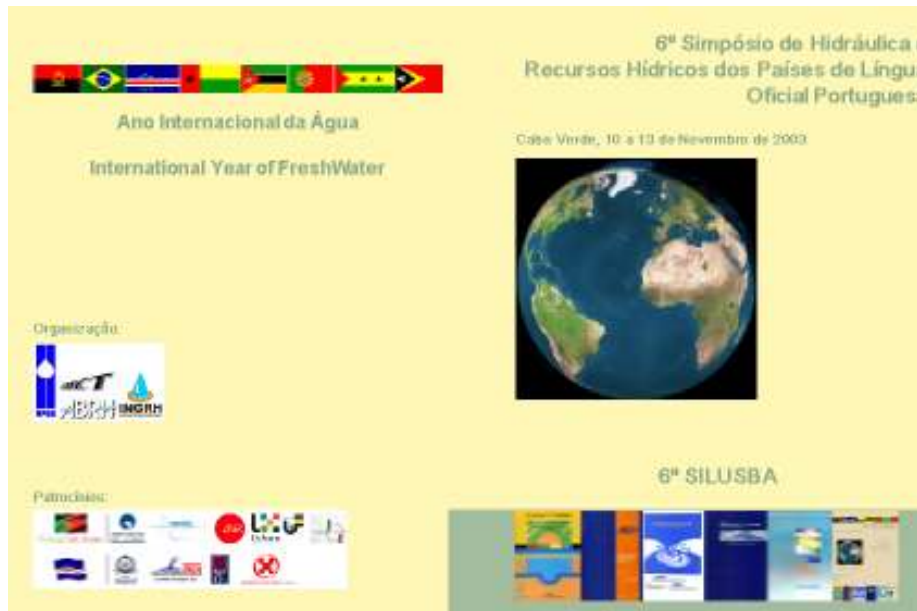 Ano Internacional da Água
International Year of FreshWater
Organização:
ABRH INGRH
Patrocínios:
6º Simpósio de Hidráulica
Recursos Hídricos dos Países de Língu
Oficial Portugues
Cabo Verde, 10 a 13 de Novembro de 2003
6º SILUSBA